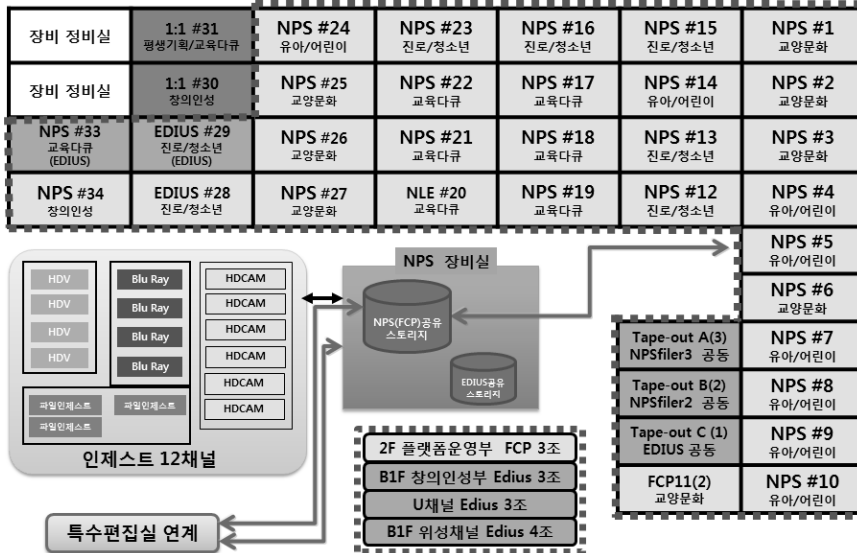 장비 정비실
1:1 #31
평생기획/교육다큐
NPS #24
유아/어린이
NPS #23
진로/청소년
NPS #16
진로/청소년
NPS #15
진로/청소년
NPS #1
교양문화
장비 정비실
1:1 #30
창의인성
NPS #25
교양문화
NPS #22
교육다큐
NPS #17
교육다큐
NPS #14
유아/어린이
NPS #2
교양문화
NPS #33
교육다큐
(EDIUS)
EDIUS #29
진로/청소년
(EDIUS)
NPS #26
교양문화
NPS #21
교육다큐
NPS #18
교육다큐
NPS #13
진로/청소년
NPS #3
교양문화
NPS #34
창의인성
EDIUS #28
진로/청소년
NPS #27
교양문화
NLE #20
교육다큐
NPS #19
교육다큐
NPS #12
진로/청소년
NPS #4
유아/어린이
NPS #5
유아/어린이
NPS #6
교양문화
Tape-out A(3)
NPSfiler3 공동
NPS #7
유아/어린이
Tape-out B(2)
NPSfiler2 공동
NPS #8
유아/어린이
Tape-out C (1)
EDIUS 공동
NPS #9
유아/어린이
FCP11(2)
교양문화
NPS #10
유아/어린이
HDV
HDV
HDV
HDV
Blu Ray
Blu Ray
Blu Ray
Blu Ray
HDCAM
HDCAM
HDCAM
HDCAM
HDCAM
HDCAM
파일인제스트
파일인제스트
파일인제스트
인제스트 12채널
NPS 장비실
NPS(FCP)공유
스토리지
EDIUS공유
스토리지
2F 플랫폼운영부 FCP 3조
B1F 창의인성부 Edius 3조
U채널 Edius 3조
B1F 위성채널 Edius 4조
특수편집실 연계